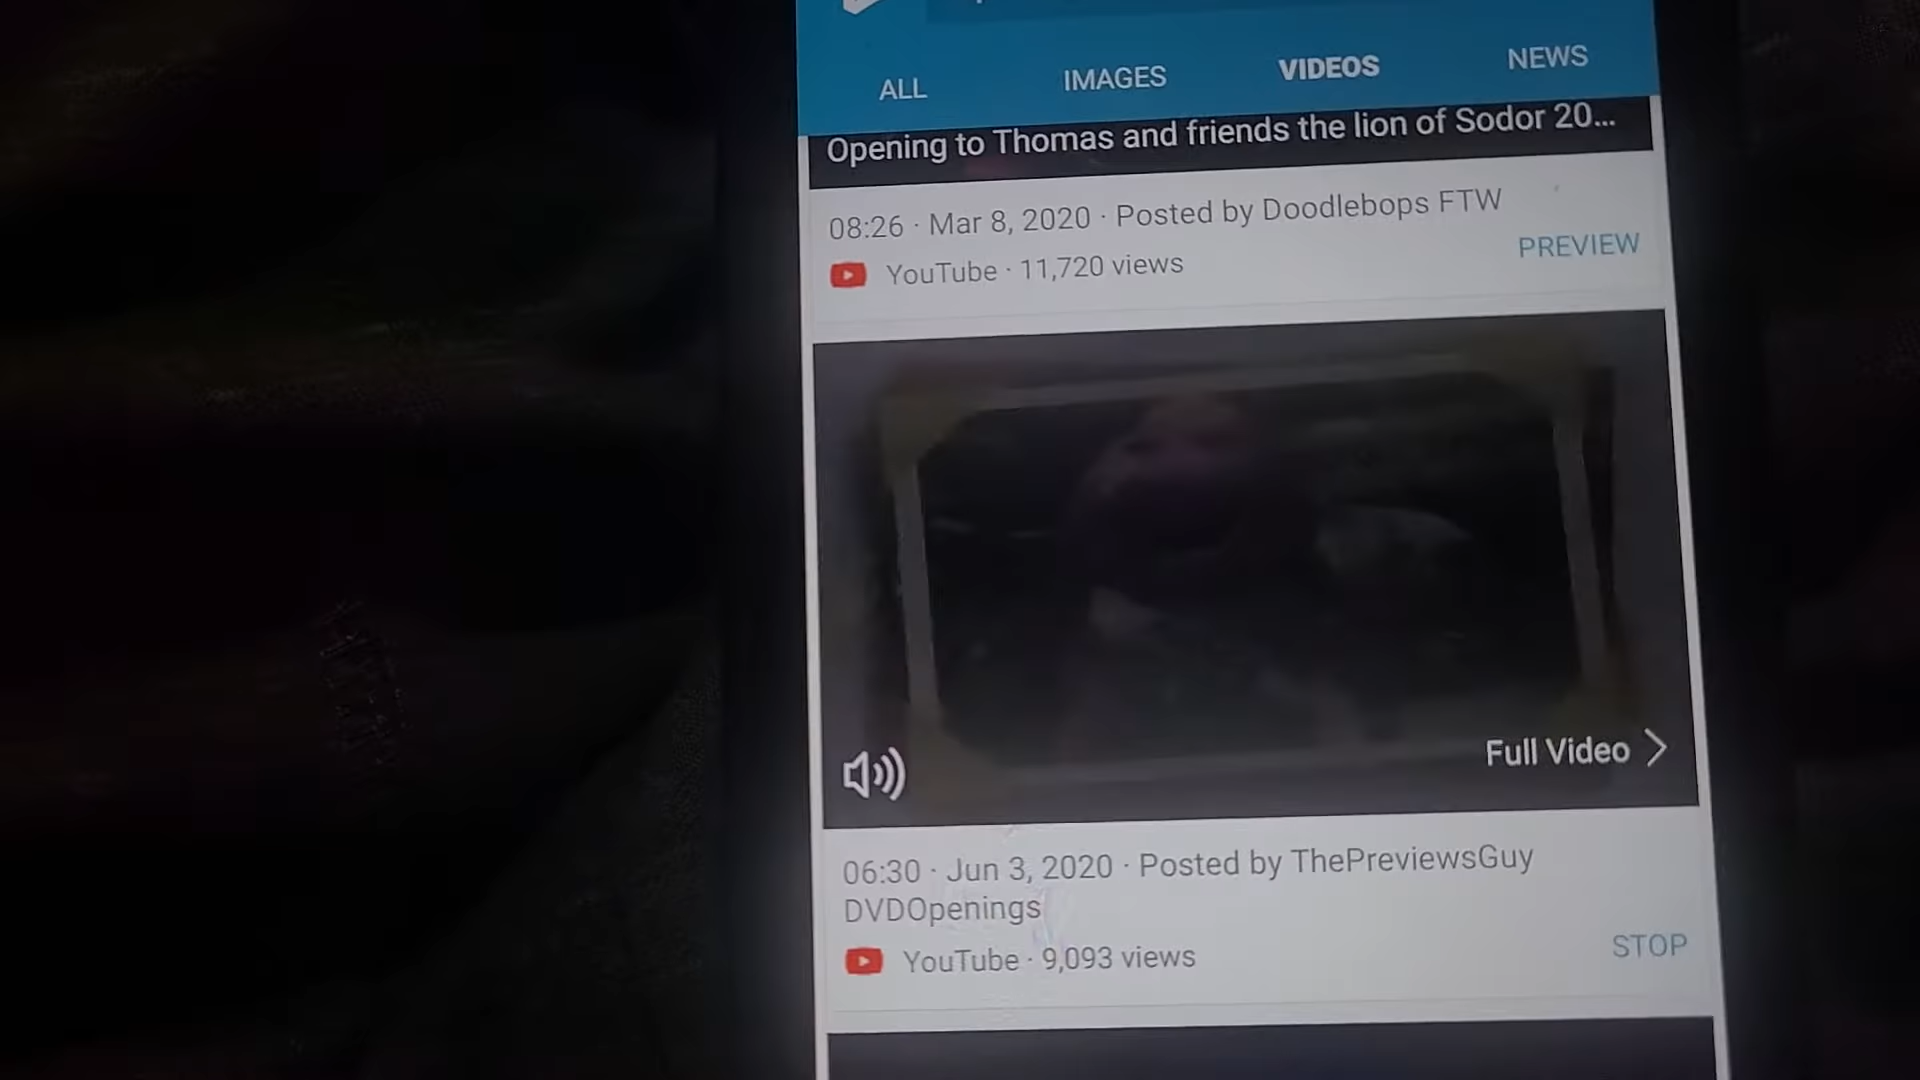 ALL IMAGES VIDEOS NEWS
Opening to Thomas and friends the lion of Sodor 20...
08:26 · Mar 8, 2020 · Posted by Doodlebops FTW
PREVIEW
YouTube · 11,720 views
Full Video
06:30 · Jun 3, 2020 · Posted by ThePreviewsGuy
DVDOpenings
STOP
YouTube · 9,093 views